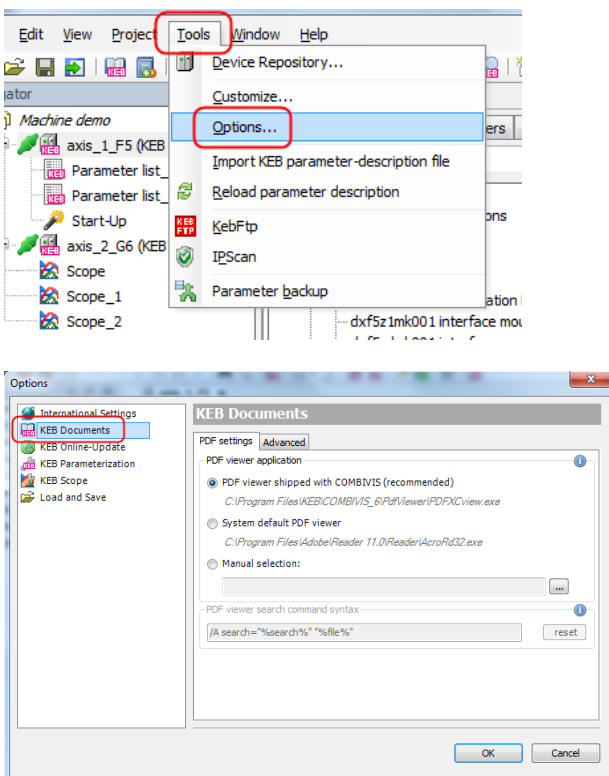 Edit View Project Tools Window Help
Device Repository...
Customize...
Options...
Import KEB parameter-description file
Reload parameter description
KEB FTP KebFtp
IPScan
Parameter backup
Machine demo
axis_1_F5 (KEB
Parameter list_
Parameter list_
Start-Up
axis_2_G6 (KEB
Scope
Scope_1
Scope_2
dxf5z1mk001 interface mou
Options
International Settings
KEB Documents
KEB Online-Update
KEB Parameterization
KEB Scope
Load and Save
KEB Documents
PDF settings Advanced
PDF viewer application
PDF viewer shipped with COMBIVIS (recommended)
C:\Program Files\KEB\COMBIVIS_6\PdfViewer\PDFXCview.exe
System default PDF viewer
C:\Program Files\Adobe\Reader 11.0\Reader\AcroRd32.exe
Manual selection:
...
PDF viewer search command syntax
/A search="%search%" "%file%"
reset
OK Cancel